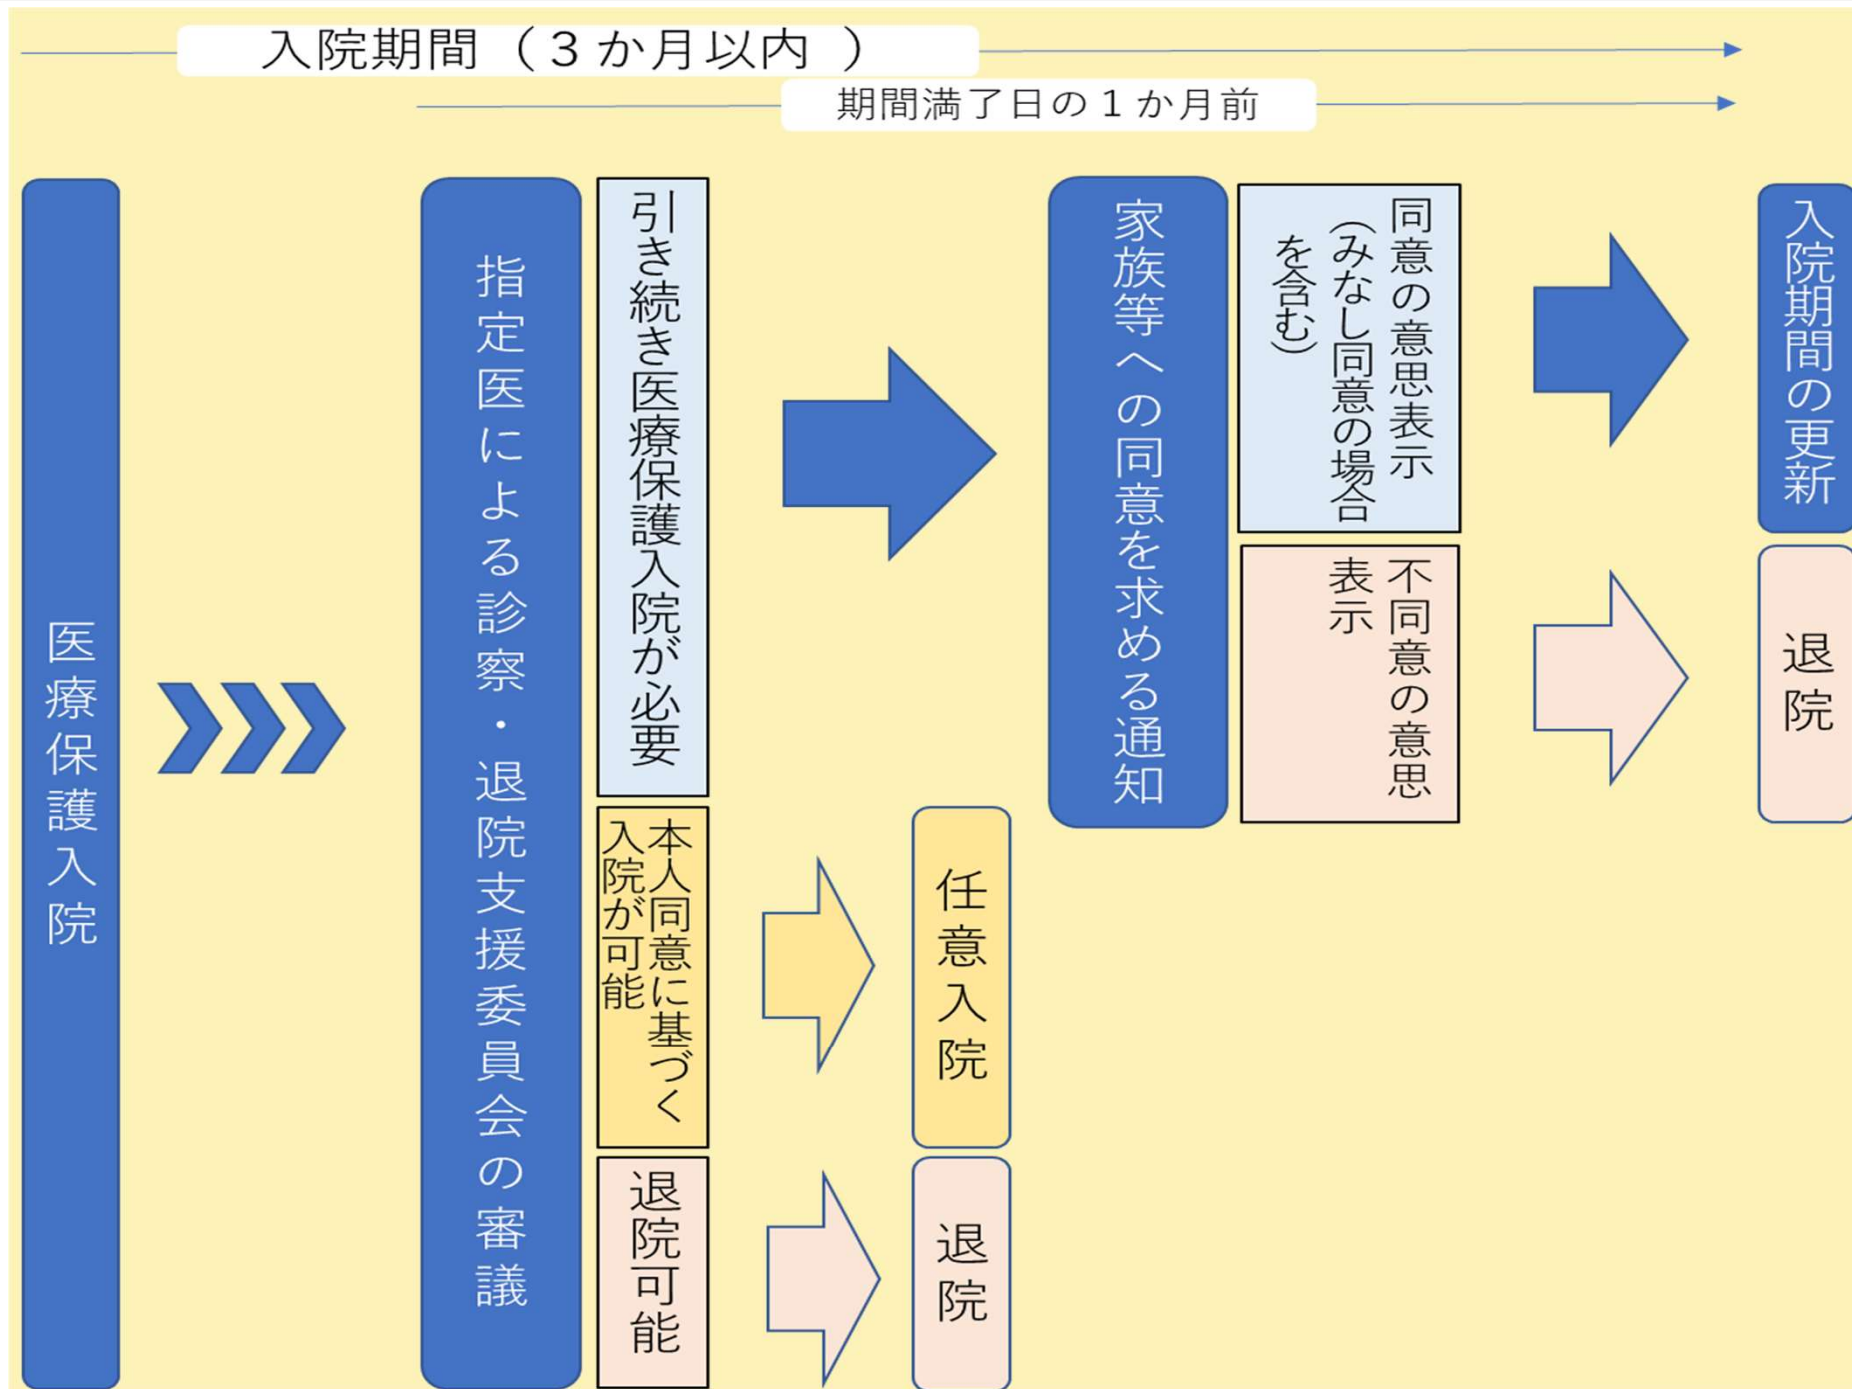 入院期間（３か月以内　）
期間満了日の１か月前
医療保護入院
指定医による診察・退院支援委員会の審議
引き続き医療保護入院が必要
本人同意に基づく
入院が可能
退院可能
任意入院
退院
家族等への同意を求める通知
同意の意思表示
（みなし同意の場合
を含む）
不同意の意思
表示
入院期間の更新
退院